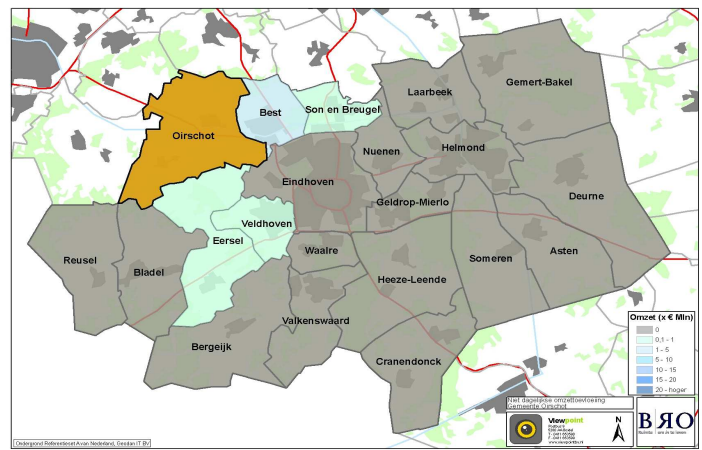 Laarbeek
Gemert-Bakel
Best
Son en Breugel
Oirschot
Nuenen
Helmond
Eindhoven
Deurne
Geldrop-Mierlo
Veldhoven
Eersel
Waalre
Asten
Reusel
Bladel
Someren
Heeze-Leende
Valkenswaard
Bergeijk
Cranendonck
Omzet (x € Mln)
0
0,1 - 1
1 - 5
5 - 10
10 - 15
15 - 20
20 - hoger
Niet dagelijkse omzettoevloeiing
Gemeente Oirschot
Viewpoint
N
BRO
Ondergrond Referentieset Avan Nederland, Geodan IT BV